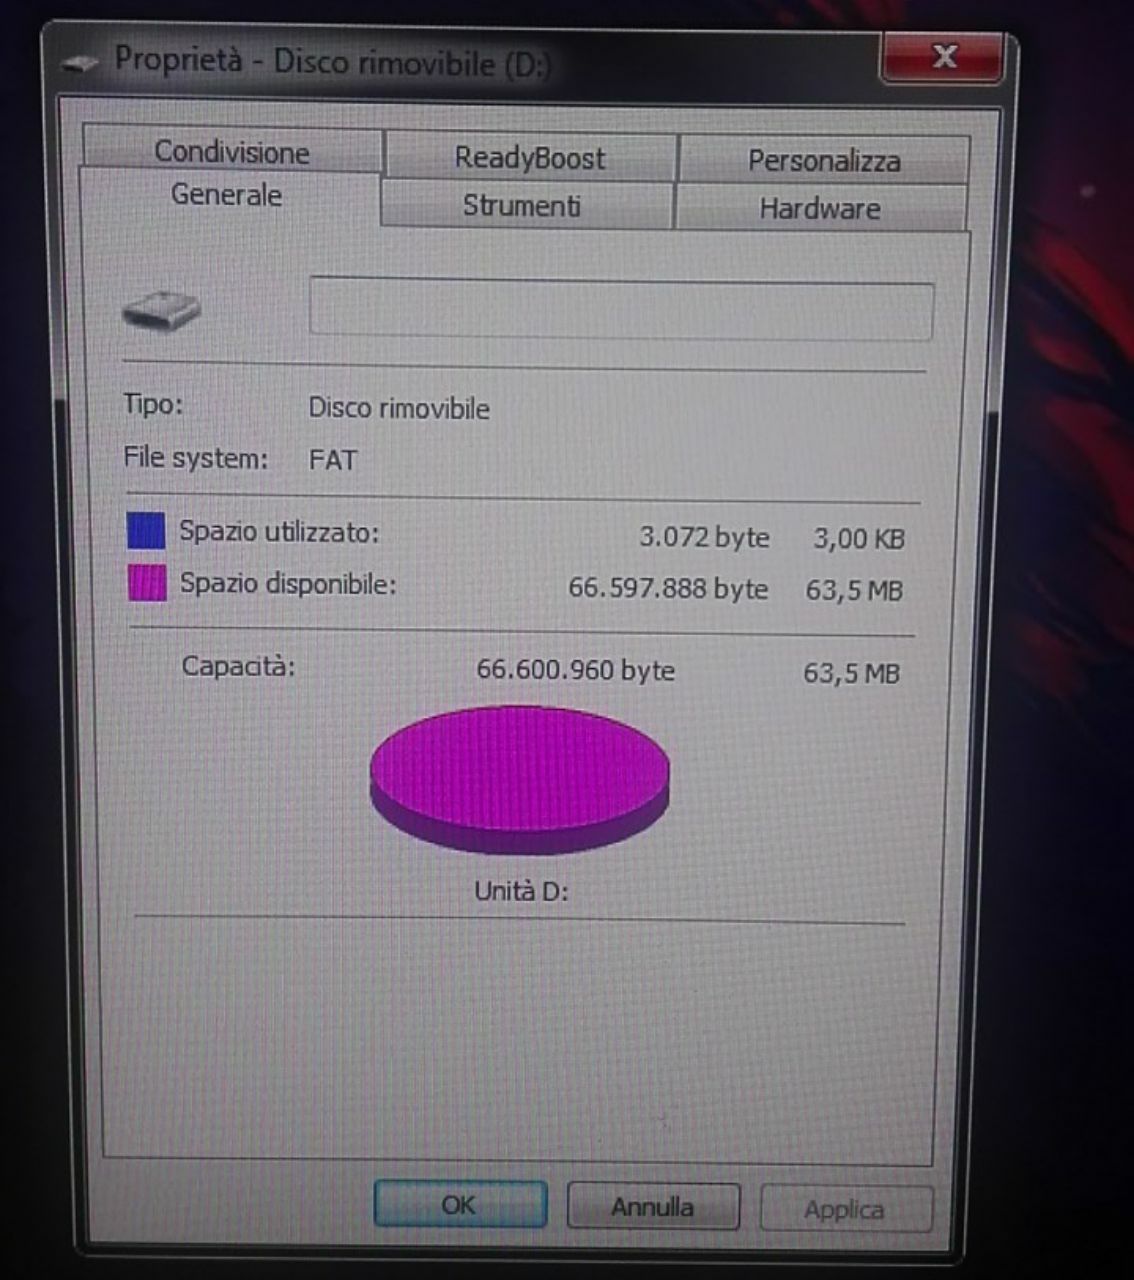 Proprietà - Disco rimovibile (D:)
X
Condivisione ReadyBoost Personalizza
Generale Strumenti Hardware
Tipo: Disco rimovibile
File system: FAT
Spazio utilizzato: 3.072 byte 3,00 KB
Spazio disponibile: 66.597.888 byte 63,5 MB
Capacità: 66.600.960 byte 63,5 MB
Unità D:
OK Annulla Applica